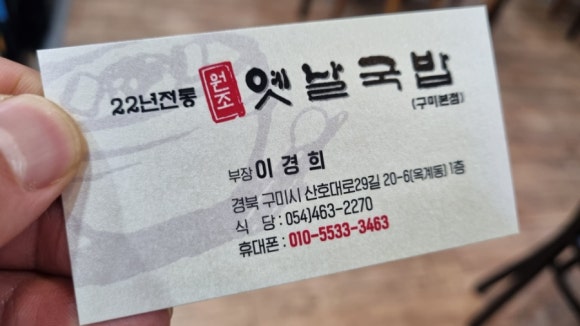 22년전통 원조 옛날국밥
(구미본점)
부장 이경희
경북 구미시 산호대로29길 20-6(옥계동) 1층
식 당 : 054)463-2270
휴대폰 : 010-5533-3463